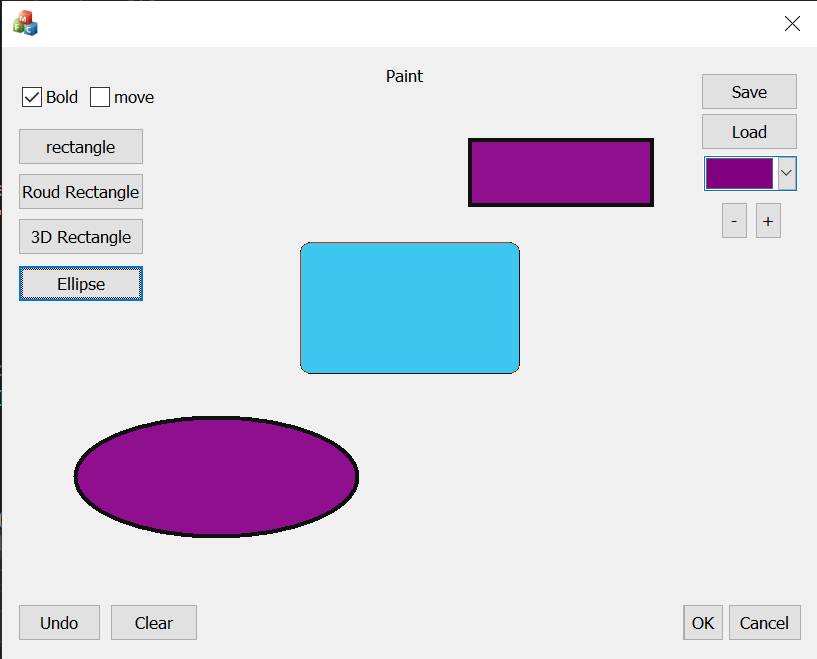 Paint
Bold
move
Save
Load
rectangle
Roud Rectangle
3D Rectangle
Ellipse
-
+
Undo
Clear
OK
Cancel